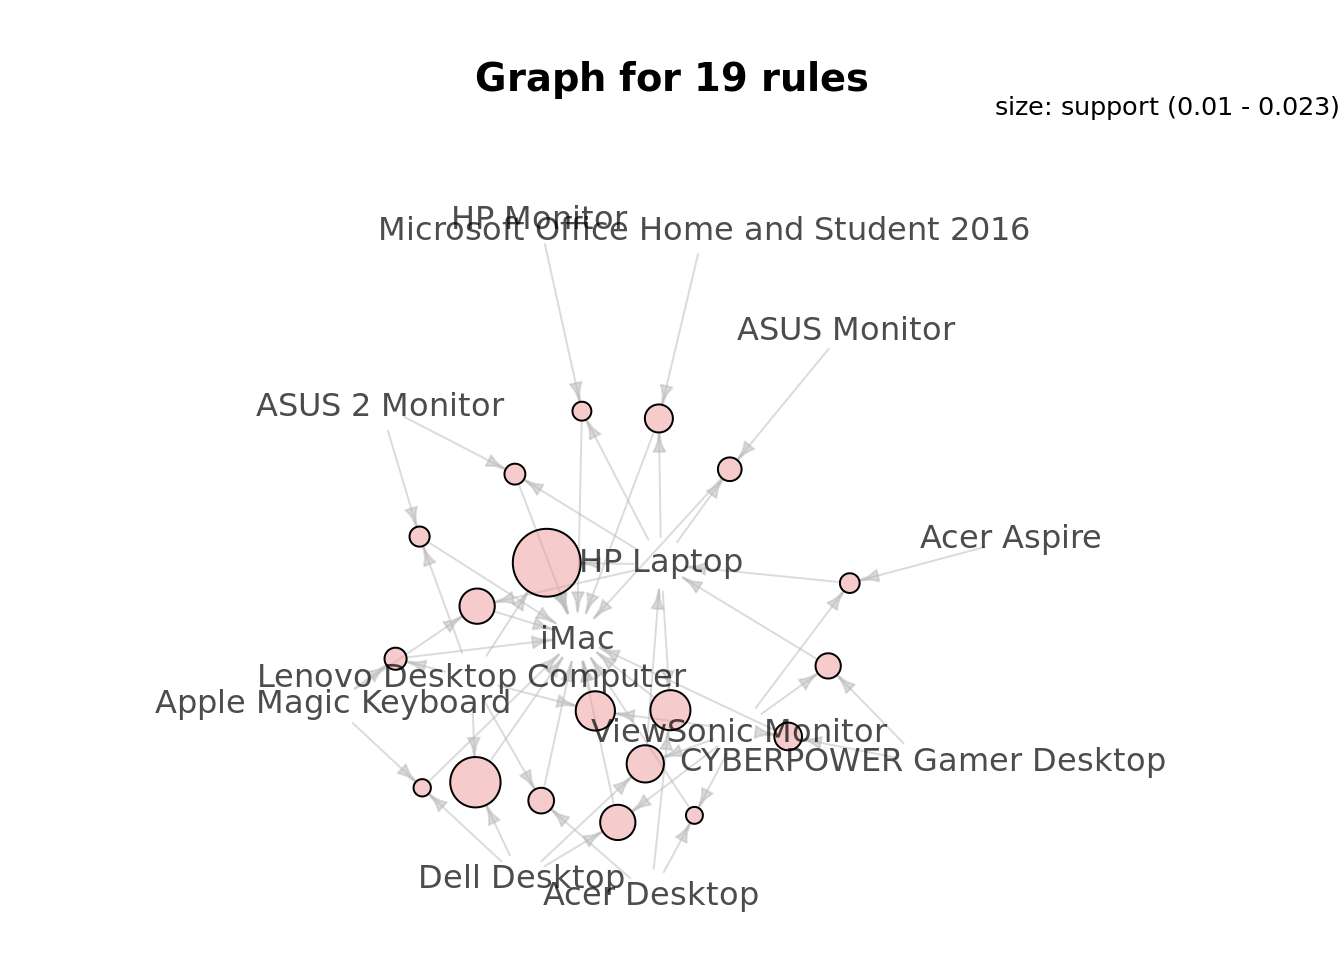 Graph for 19 rules
size: support (0.01 - 0.023)
HP Monitor
Microsoft Office Home and Student 2016
ASUS Monitor
ASUS 2 Monitor
Acer Aspire
HP Laptop
iMac
Lenovo Desktop Computer
Apple Magic Keyboard
ViewSonic Monitor
CYBERPOWER Gamer Desktop
Dell Desktop
Acer Desktop